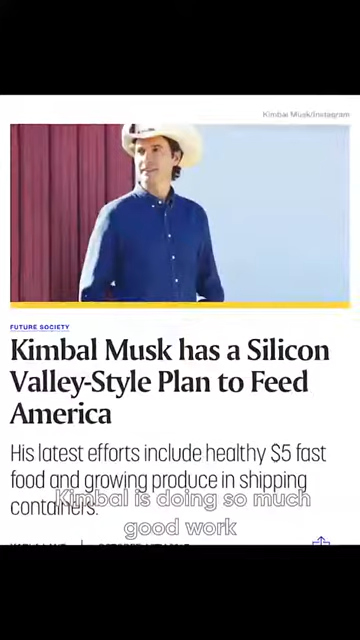 Kimbal Musk/Instagram
FUTURE SOCIETY
Kimbal Musk has a Silicon
Valley-Style Plan to Feed
America
His latest efforts include healthy $5 fast
food and growing produce in shipping
containers.
Kimbal is doing so much
good work